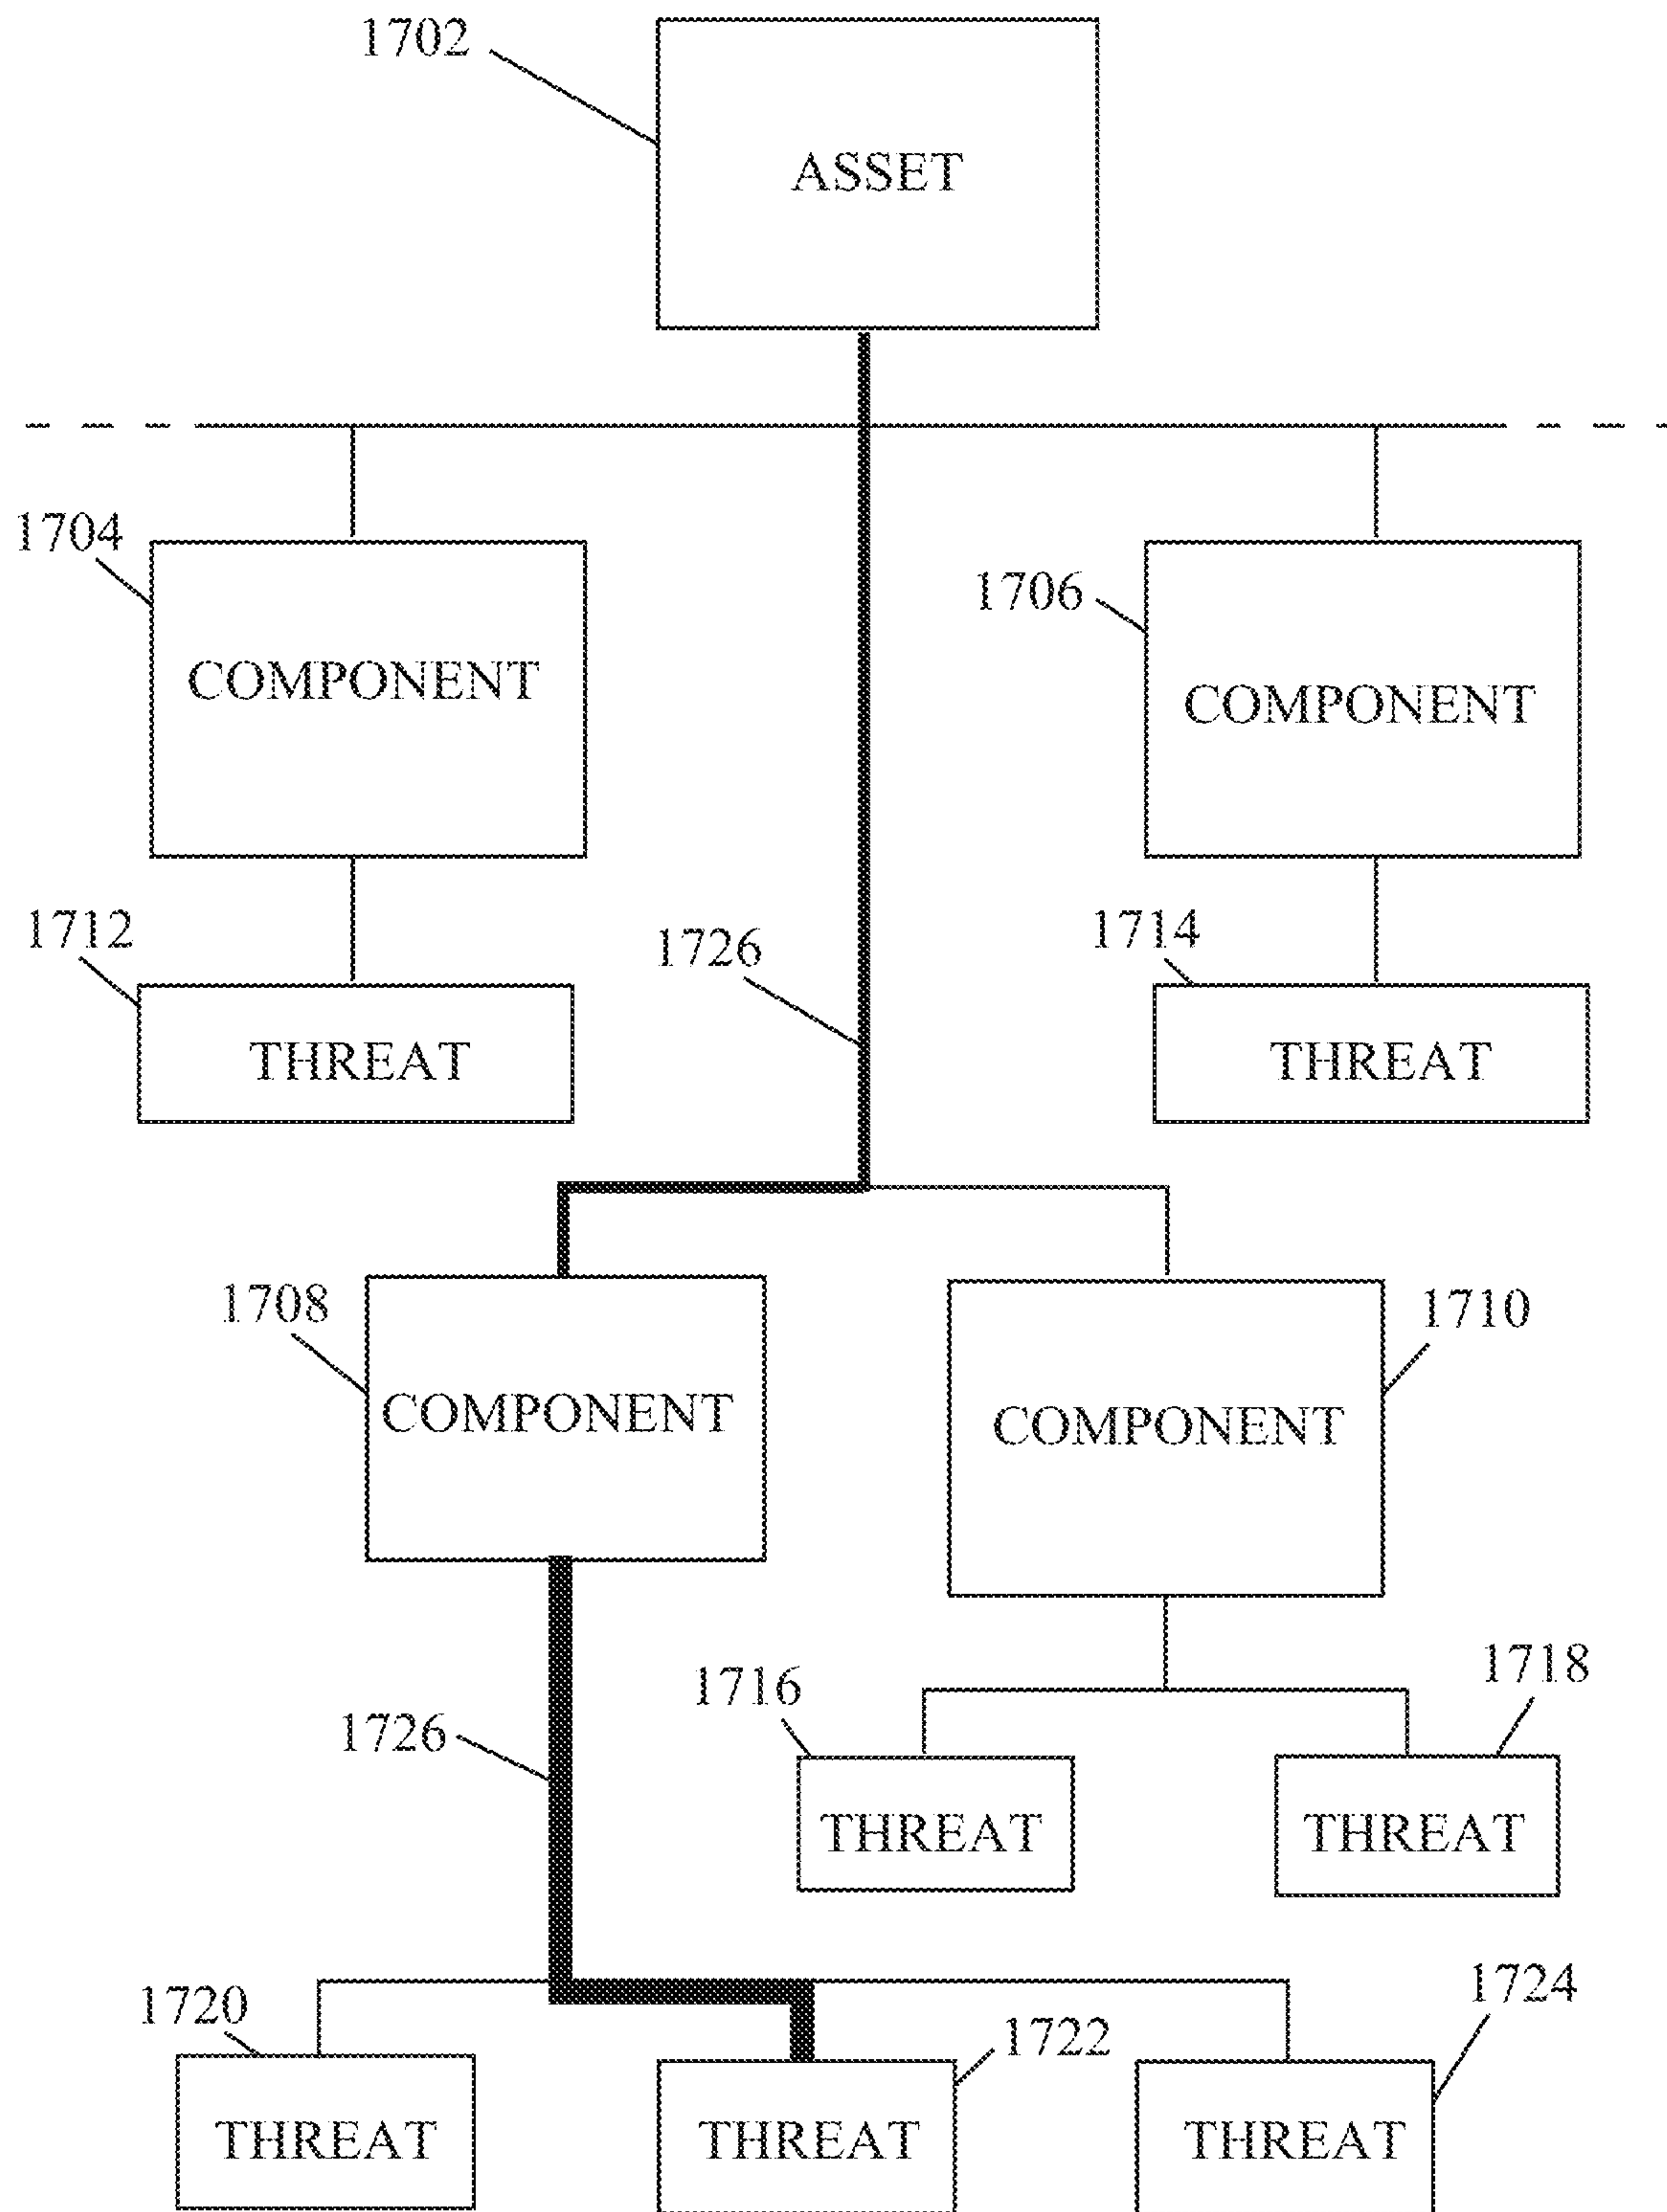 1702
ASSET
1704
1706
COMPONENT
COMPONENT
1712
1726
1714
THREAT
THREAT
1708
1710
COMPONENT
COMPONENT
1716
1718
1726
THREAT
THREAT
1720
1722
1724
THREAT
THREAT
THREAT